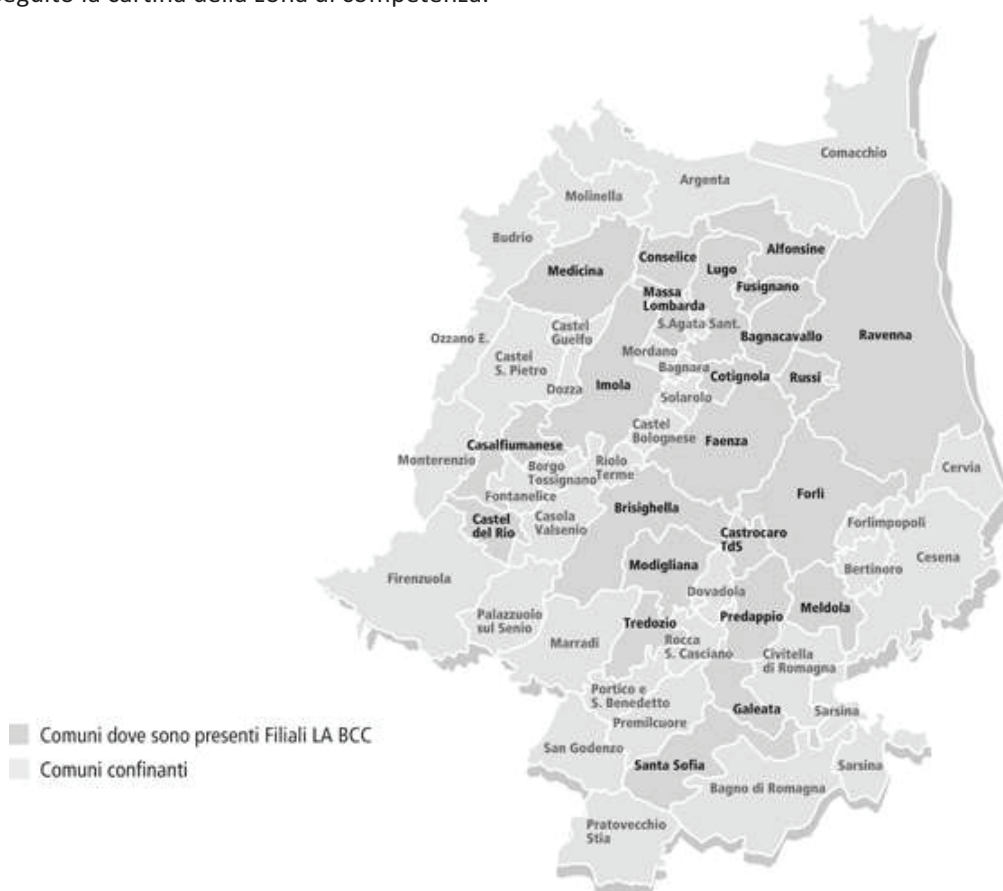 seguito la cartina della zona di competenza.
Comacchio
Argenta
Molinella
Budrio
Alfonsine
Conselice
Lugo
Medicina
Fusignano
Massa
Lombarda
S.Agata Sant.
Castel
Guelfo
Ozzano E.
Bagnacavallo
Ravenna
Mordano
Castel
S. Pietro
Bagnara
Cotignola
Russi
Imola
Dozza
Solarolo
Castel
Bolognese
Faenza
Casalfiumanese
Monterenzio
Borgo
Tossignano
Riolo
Terme
Cervia
Forlì
Fontanelice
Brisighella
Castel
del Rio
Casola
Valsenio
Castrocaro
TdS
Forlimpopoli
Cesena
Modigliana
Bertinoro
Firenzuola
Dovadola
Meldola
Palazzuolo
sul Senio
Tredozio
Predappio
Marradi
Rocca
S. Casciano
Civitella
di Romagna
Portico e
S. Benedetto
Galeata
Sarsina
Premilcuore
Comuni dove sono presenti Filiali LA BCC
San Godenzo
Santa Sofia
Sarsina
Comuni confinanti
Bagno di Romagna
Pratovecchio
Stia